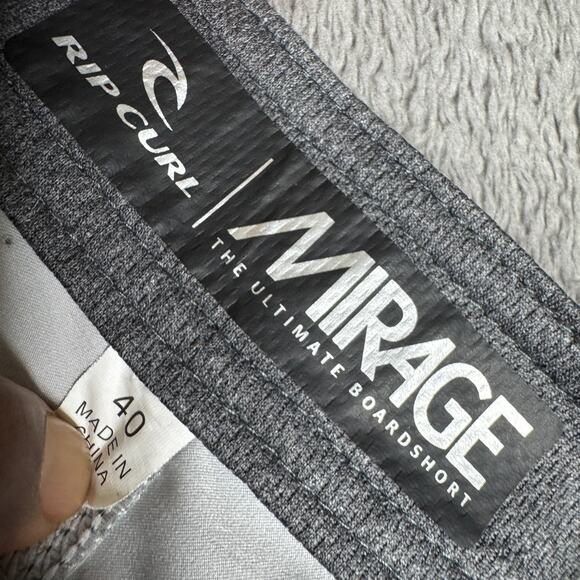 RIP CURL
MIRAGE
THE ULTIMATE BOARDSHORT
40
MADE IN
CHINA